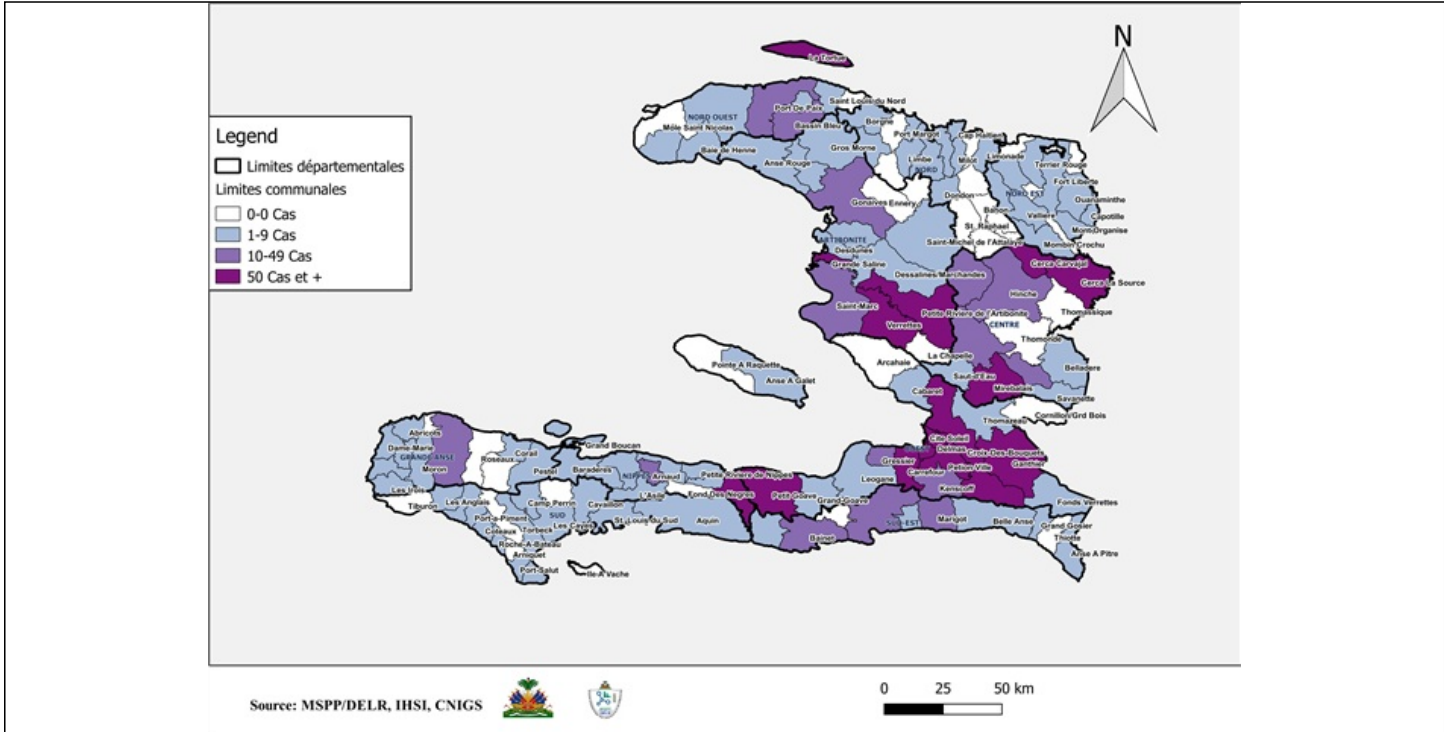 N
Legend
Limites départementales
Limites communales
0-0 Cas
1-9 Cas
10-49 Cas
50 Cas et +
La Tortue
Saint Louis du Nord
Port De Paix
NORD OUEST
Môle Saint Nicolas
Bassin Bleu
Borgne
Port Margot
Cap Haïtien
Baie de Henne
Gros Morne
Anse Rouge
Limbe
NORD
Milot
Limonade
Terrier Rouge
Fort Liberte
NORD EST
Ouanaminthe
Gonaives
Ennery
Dondon
Bahon
Valliere
Capotille
Mont-Organise
St. Raphael
ARTIBONITE
Saint-Michel de l'Attalaye
Mombin Crochu
Desdunes
Grande Saline
Dessalines/Marchandes
Cerca Carvajal
Cerca La Source
Hinche
Saint-Marc
Petite Rivière de l'Artibonite
Thomassique
Verrettes
CENTRE
Thomonde
La Chapelle
Arcahaie
Pointe A Raquette
Anse A Galet
Belladere
Saut-d'Eau
Mirebalais
Cabaret
Savanette
Cornillon/Grd Bois
Thomazeau
Abricots
Dame-Marie
GRANDE ANSE
Moron
Roseaux
Corail
Pestel
Grand Boucan
Baraderes
NIPPES
Arnaud
Petite Riviere de Nippes
Cite Soleil
Delmas
Croix-Des-Bouquets
Gressier
Carrefour
Petion Ville
Ganthier
Kenscoff
Leogane
Les Irois
Tiburon
Les Anglais
Camp Perrin
Cavaillon
L'Asile
Fond Des Negres
Petit Goave
Grand Goave
Fonds Verrettes
Port-a-Piment
SUD
Coteaux
Torbeck
Les Cayes
St. Louis du Sud
Aquin
Roche-A-Bateau
Arniquet
Port-Salut
Ile A Vache
Bainet
SUD-EST
Marigot
Belle Anse
Grand Gosier
Thiotte
Anse A Pitre
Source: MSPP/DELR, IHSI, CNIGS
0 25 50 km